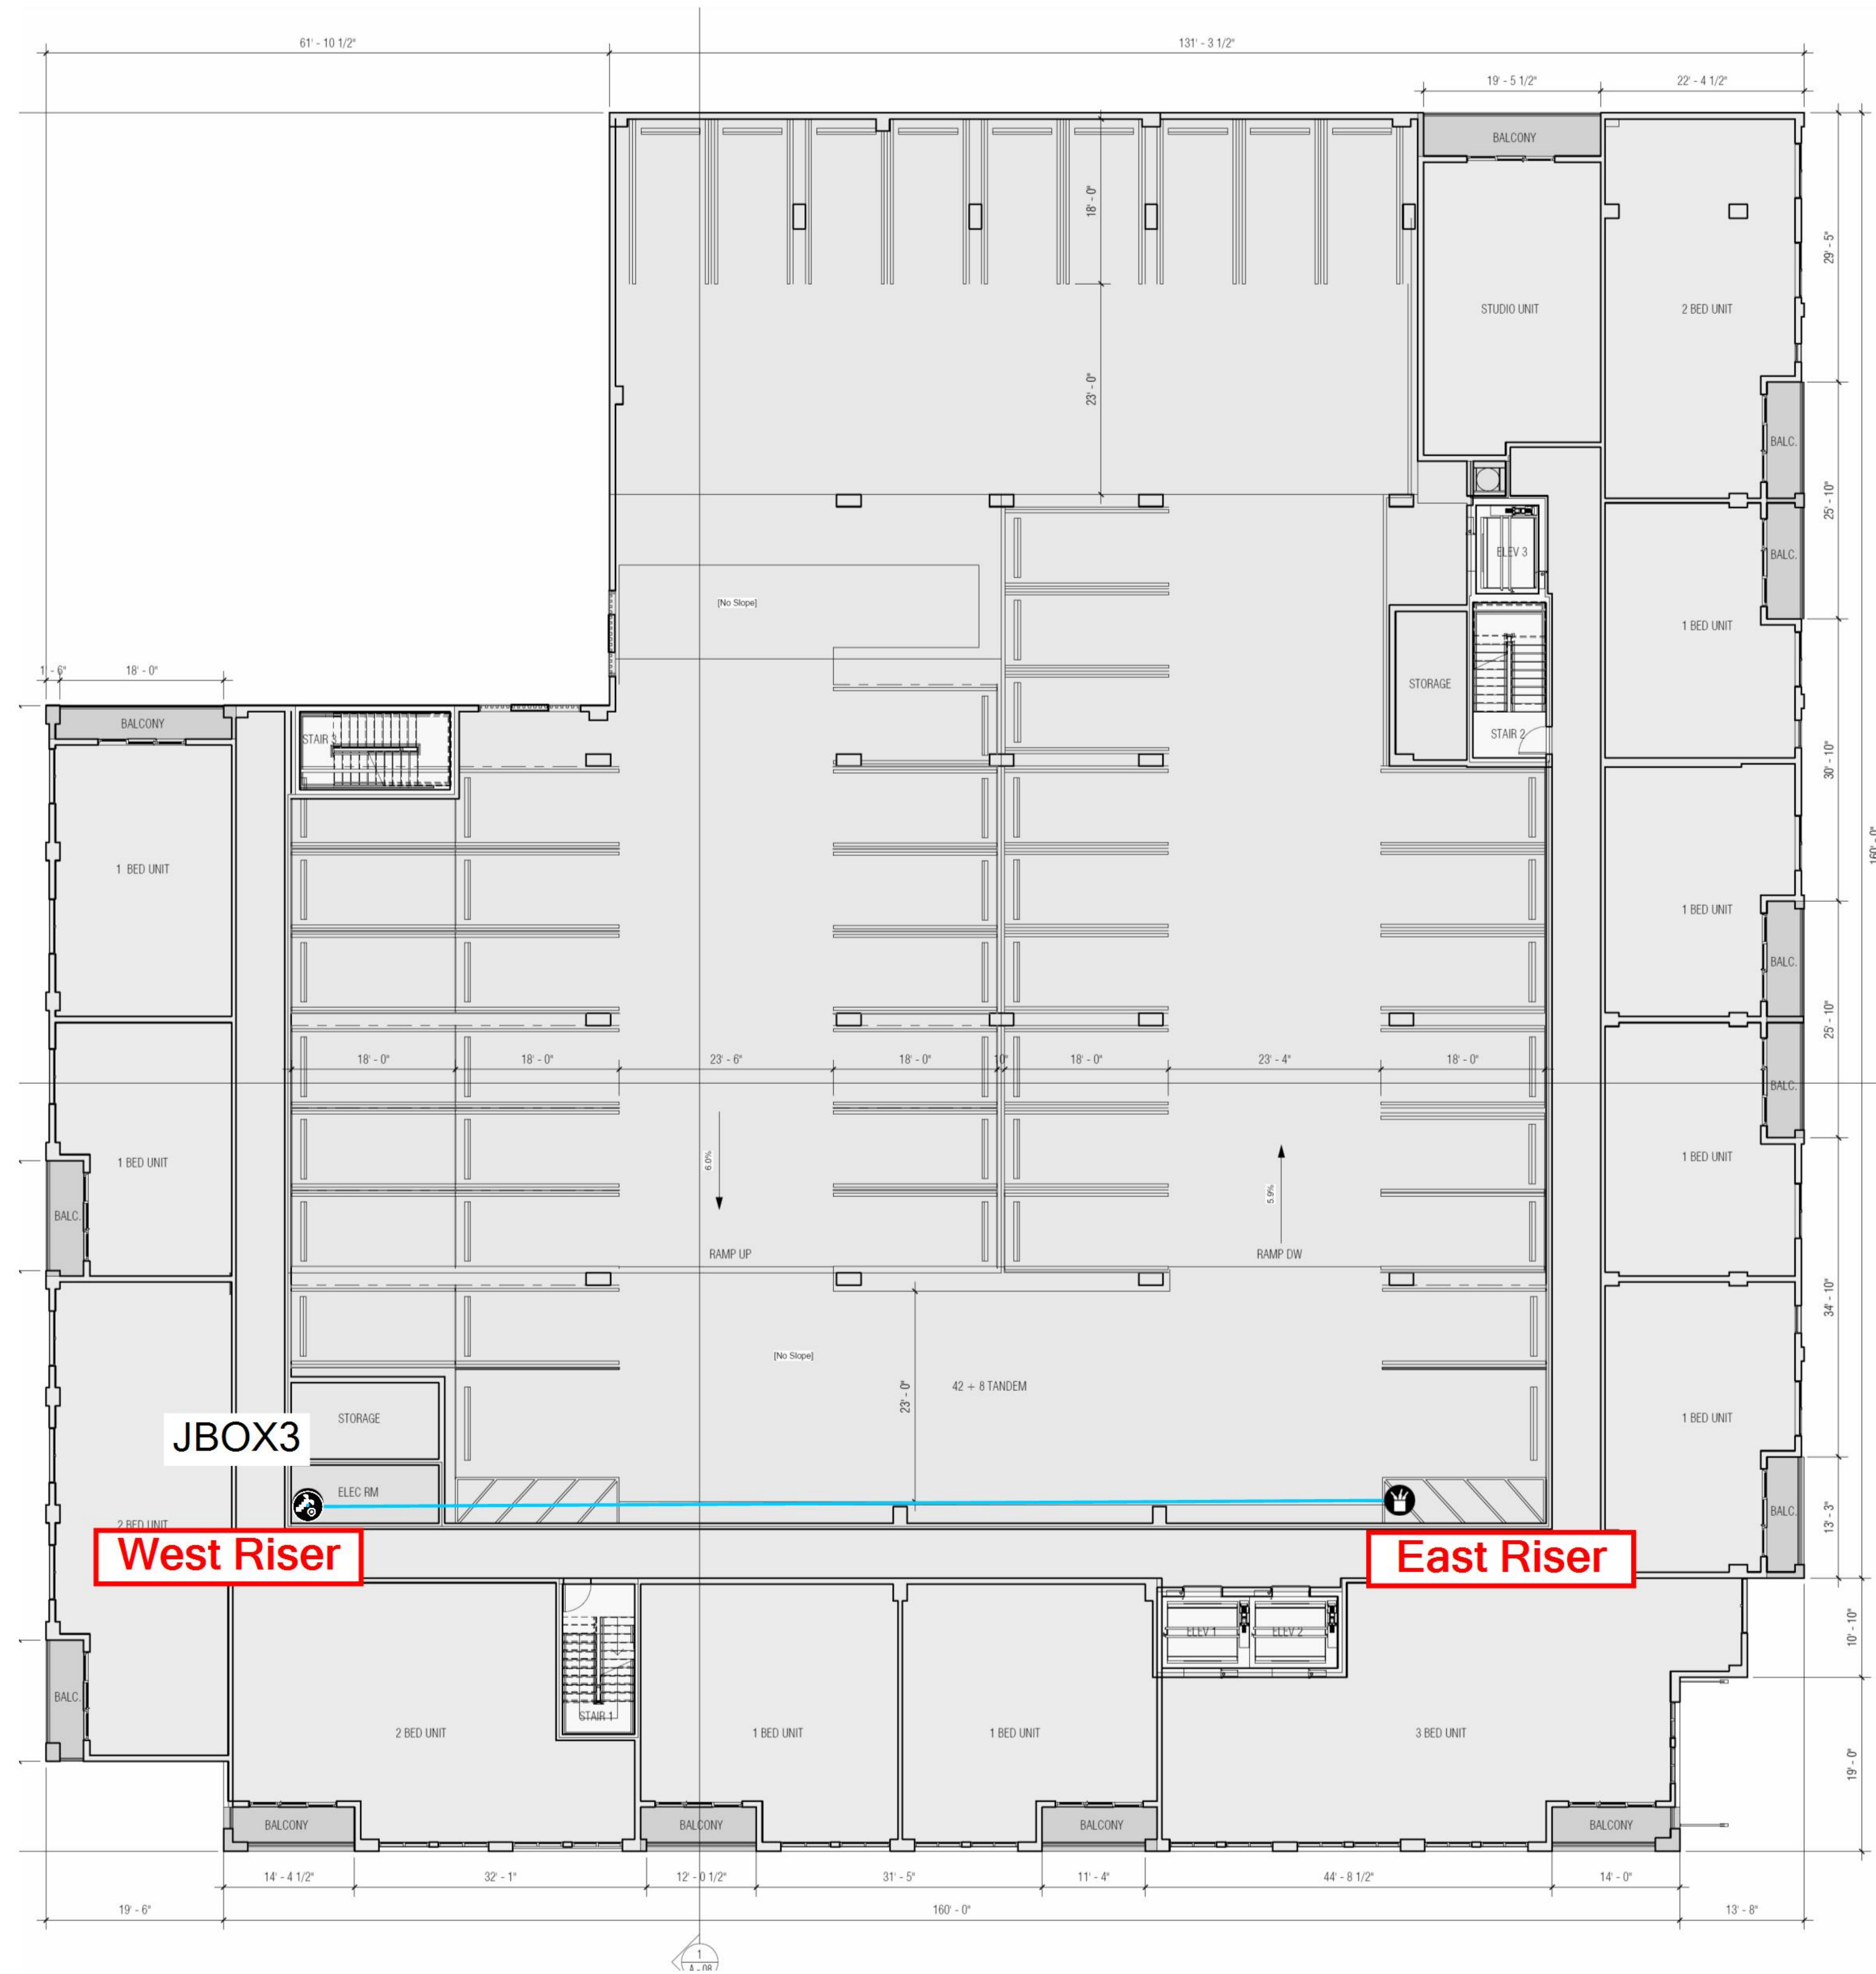 61' - 10 1/2"
131' - 3 1/2"
19' - 5 1/2"
22' - 4 1/2"
BALCONY
18' - 0"
29' - 5"
STUDIO UNIT
2 BED UNIT
23' - 0"
BALC.
25' - 10"
ELEV 3
BALC.
[No Slope]
1 BED UNIT
1' - 6"
18' - 0"
STORAGE
BALCONY
STAIR 3
STAIR 2
30' - 10"
160' - 0"
1 BED UNIT
1 BED UNIT
BALC.
25' - 10"
18' - 0"
18' - 0"
23' - 6"
18' - 0"
10"
18' - 0"
23' - 4"
18' - 0"
BALC.
1 BED UNIT
6.0%
1 BED UNIT
5.9%
BALC.
RAMP UP
RAMP DW
34' - 10"
[No Slope]
23' - 0"
42 + 8 TANDEM
STORAGE
1 BED UNIT
JBOX3
ELEC RM
BALC.
13' - 3"
2 BED UNIT
West Riser
East Riser
ELEV 1
ELEV 2
10' - 10"
BALC.
STAIR 1
2 BED UNIT
1 BED UNIT
1 BED UNIT
3 BED UNIT
19' - 0"
BALCONY
BALCONY
BALCONY
BALCONY
14' - 4 1/2"
32' - 1"
12' - 0 1/2"
31' - 5"
11' - 4"
44' - 8 1/2"
14' - 0"
19' - 6"
160' - 0"
13' - 8"
1
A - 08